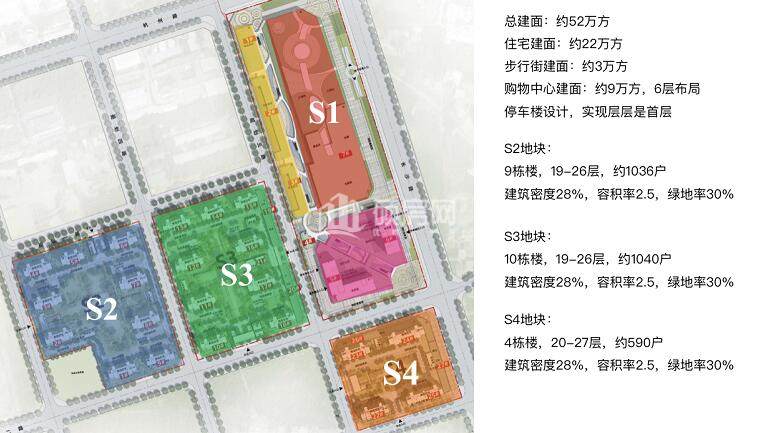 杭州路
S1
S2
S3
S4
总建面：约52万方
住宅建面：约22万方
步行街建面：约3万方
购物中心建面：约9万方，6层布局
停车楼设计，实现层层是首层
S2地块：
9栋楼，19-26层，约1036户
建筑密度28%，容积率2.5，绿地率30%
S3地块：
10栋楼，19-26层，约1040户
建筑密度28%，容积率2.5，绿地率30%
S4地块：
4栋楼，20-27层，约590户
建筑密度28%，容积率2.5，绿地率30%